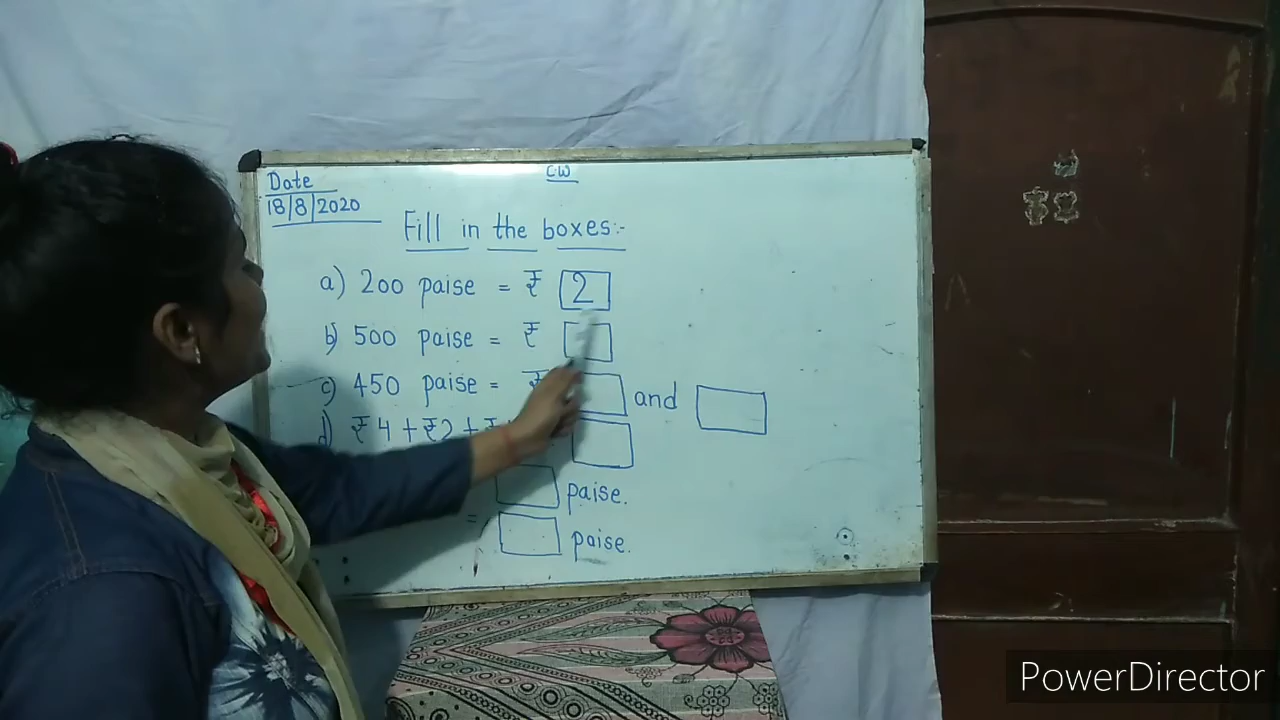 CW
Date
18/8/2020
Fill in the boxes:-
a) 200 paise = ₹ 2
b) 500 paise = ₹
c) 450 paise = ₹ and
d) ₹4 + ₹2 + ₹
paise.
= paise.
PowerDirector